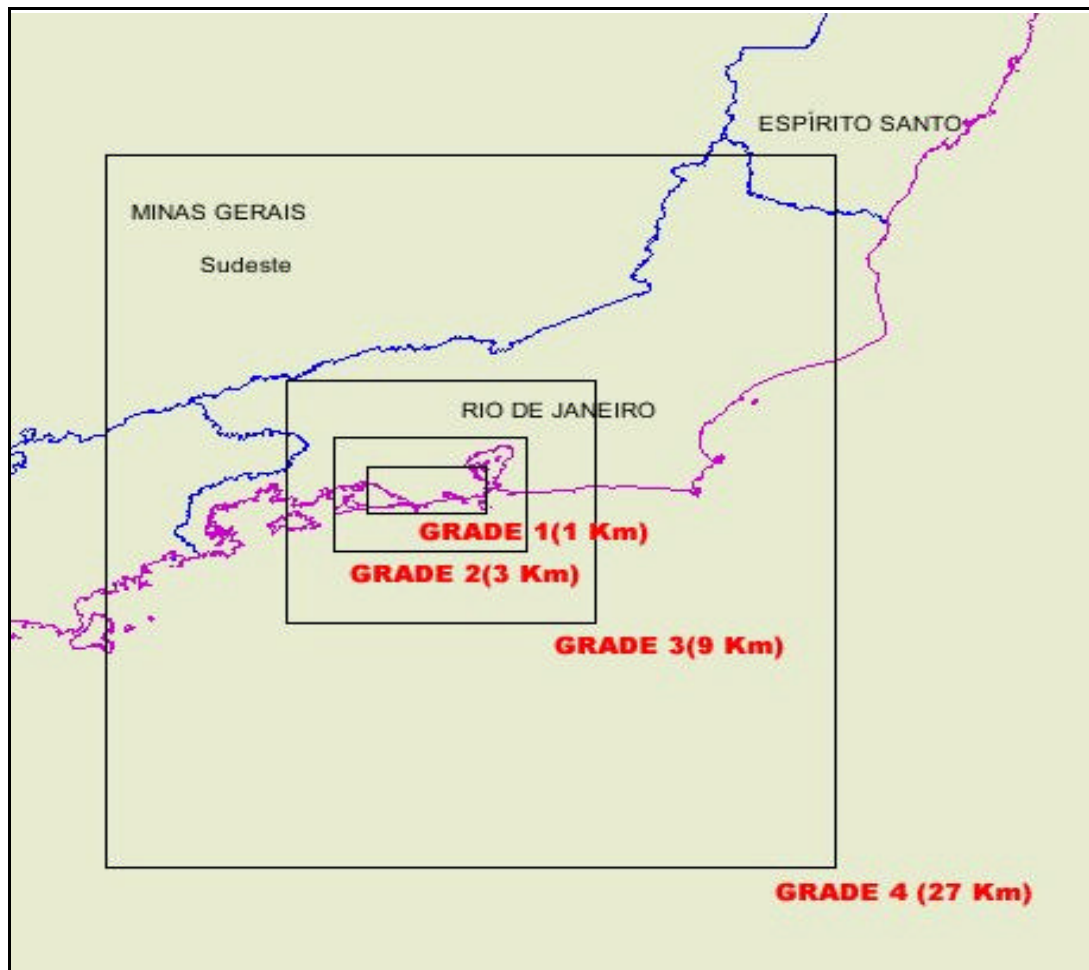 ESPÍRITO SANTO
MINAS GERAIS
Sudeste
RIO DE JANEIRO
GRADE 1(1 Km)
GRADE 2(3 Km)
GRADE 3(9 Km)
GRADE 4 (27 Km)